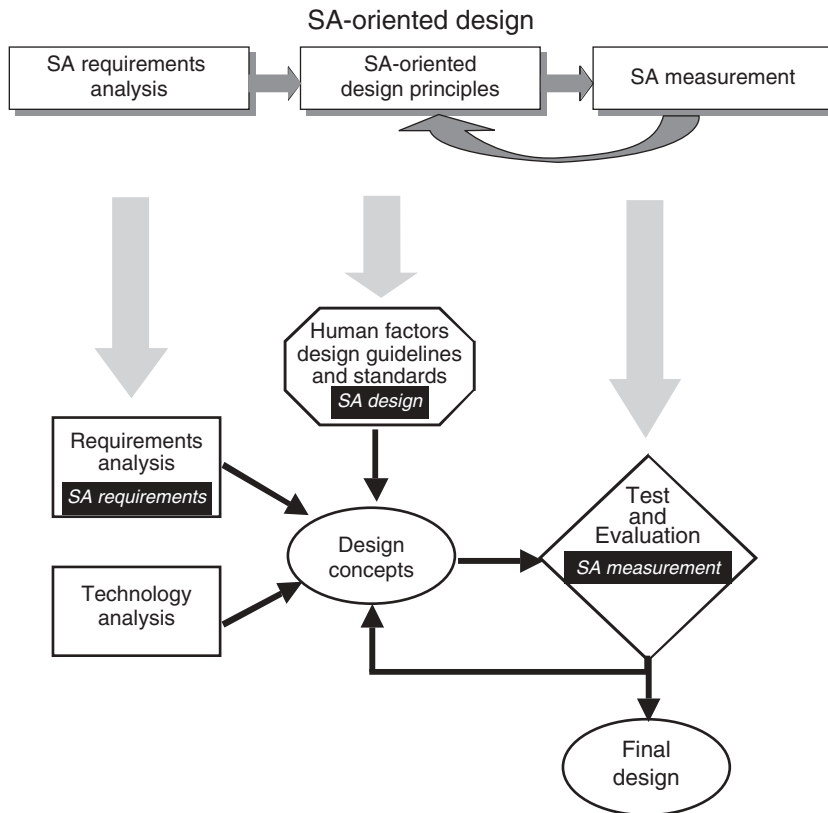 SA-oriented design
SA requirements
analysis
SA-oriented
design principles
SA measurement
Human factors
design guidelines
and standards
SA design
Requirements
analysis
SA requirements
Technology
analysis
Design
concepts
Test
and
Evaluation
SA measurement
Final
design